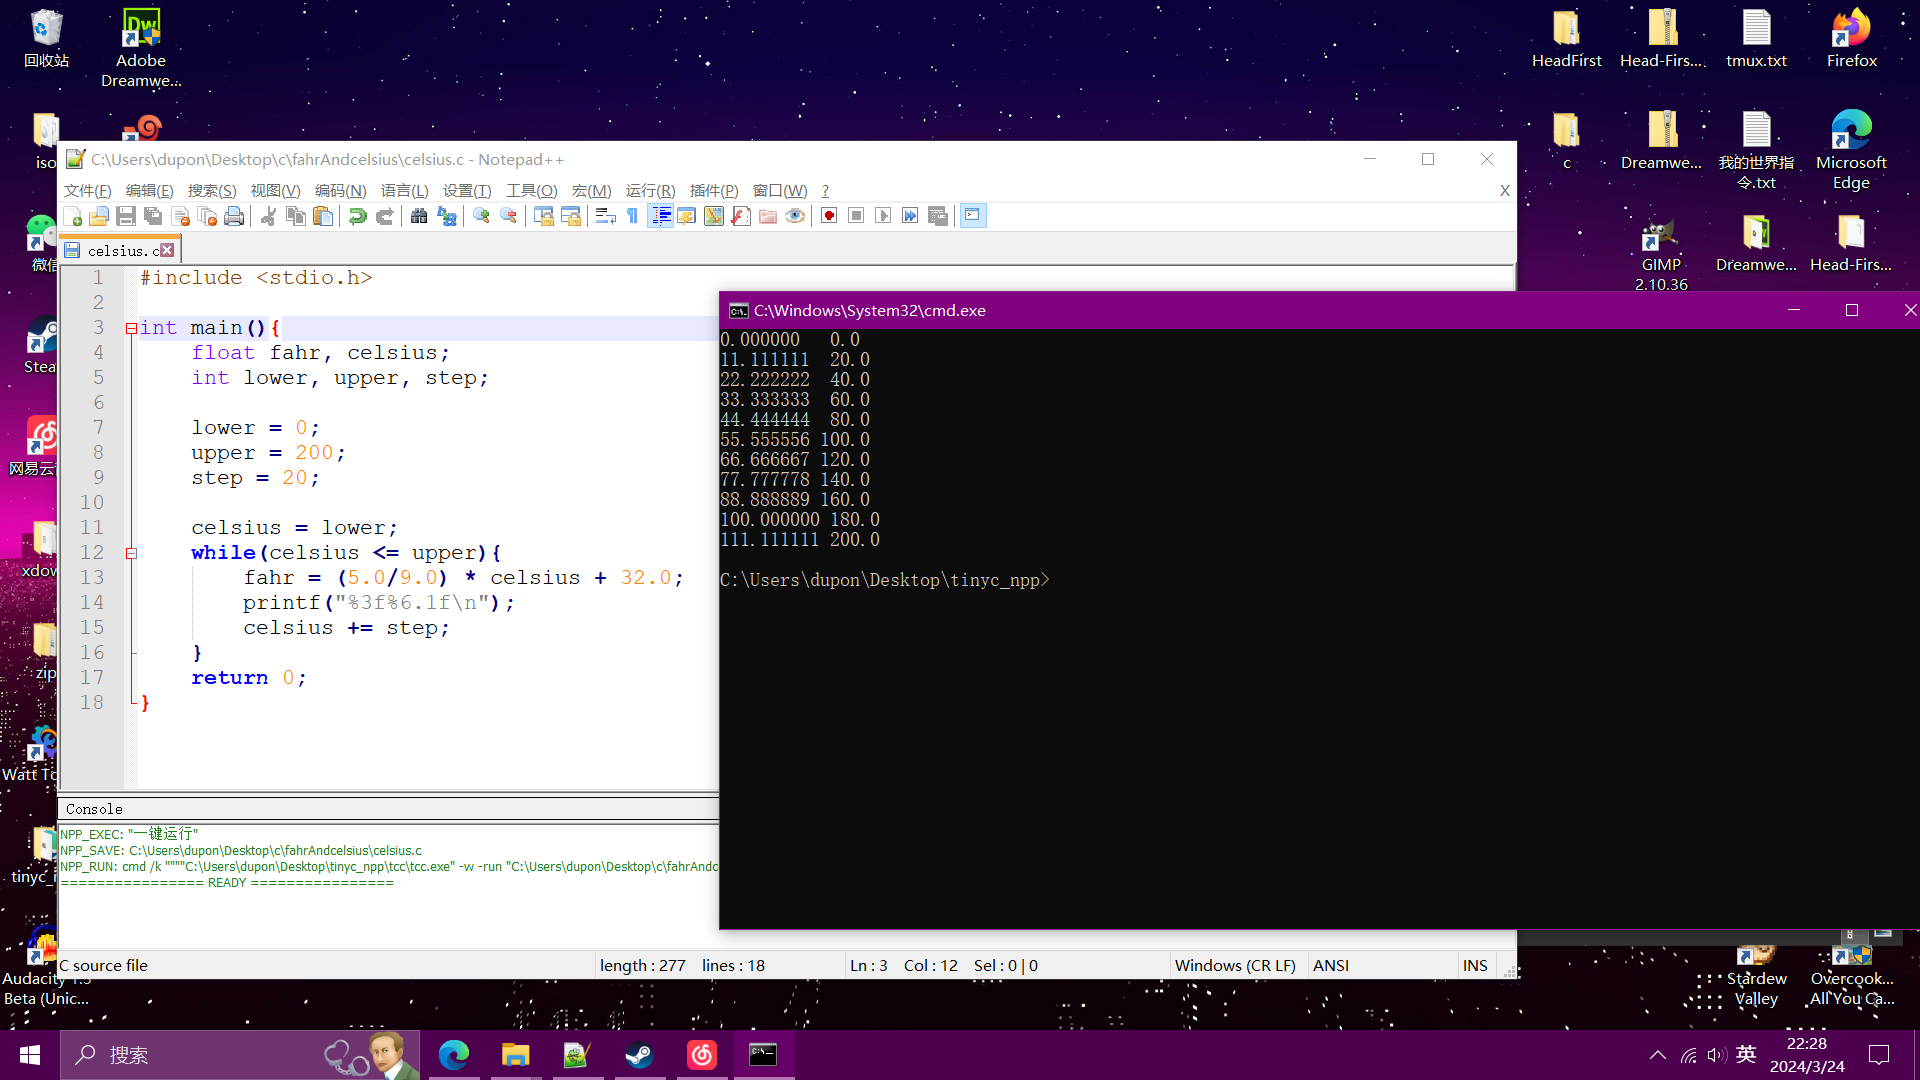 回收站
Adobe
Dreamwe...
HeadFirst
Head-Firs...
tmux.txt
Firefox
iso
c
Dreamwe...
我的世界指
令.txt
Microsoft
Edge
微信
GIMP
2.10.36
Dreamwe...
Head-Firs...
Stea
网易云
xdow
zip
Watt To
tinyc_
Audacity 1.3
Beta (Unic...
Stardew
Valley
Overcook...
All You Ca...
C:\Users\dupon\Desktop\c\fahrAndcelsius\celsius.c - Notepad++
文件(F) 编辑(E) 搜索(S) 视图(V) 编码(N) 语言(L) 设置(T) 工具(O) 宏(M) 运行(R) 插件(P) 窗口(W) ? X
celsius.c
1 #include <stdio.h>
2
3 int main(){
4 float fahr, celsius;
5 int lower, upper, step;
6
7 lower = 0;
8 upper = 200;
9 step = 20;
10
11 celsius = lower;
12 while(celsius <= upper){
13 fahr = (5.0/9.0) * celsius + 32.0;
14 printf("%3f%6.1f\n");
15 celsius += step;
16 }
17 return 0;
18 }
Console
NPP_EXEC: "一键运行"
NPP_SAVE: C:\Users\dupon\Desktop\c\fahrAndcelsius\celsius.c
NPP_RUN: cmd /k """"C:\Users\dupon\Desktop\tinyc_npp\tcc\tcc.exe" -w -run "C:\Users\dupon\Desktop\c\fahrAndc
================ READY ================
C source file length : 277 lines : 18 Ln : 3 Col : 12 Sel : 0 | 0 Windows (CR LF) ANSI INS
C:\Windows\System32\cmd.exe
0.000000 0.0
11.111111 20.0
22.222222 40.0
33.333333 60.0
44.444444 80.0
55.555556 100.0
66.666667 120.0
77.777778 140.0
88.888889 160.0
100.000000 180.0
111.111111 200.0
C:\Users\dupon\Desktop\tinyc_npp>
搜索
英
22:28
2024/3/24